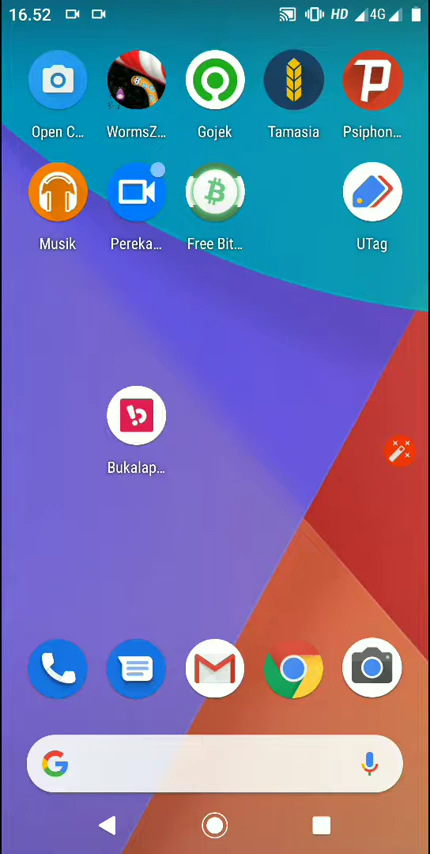 16.52 HD 4G
Open C... WormsZ... Gojek Tamasia Psiphon...
Musik Pereka... Free Bit... UTag
Bukalap...